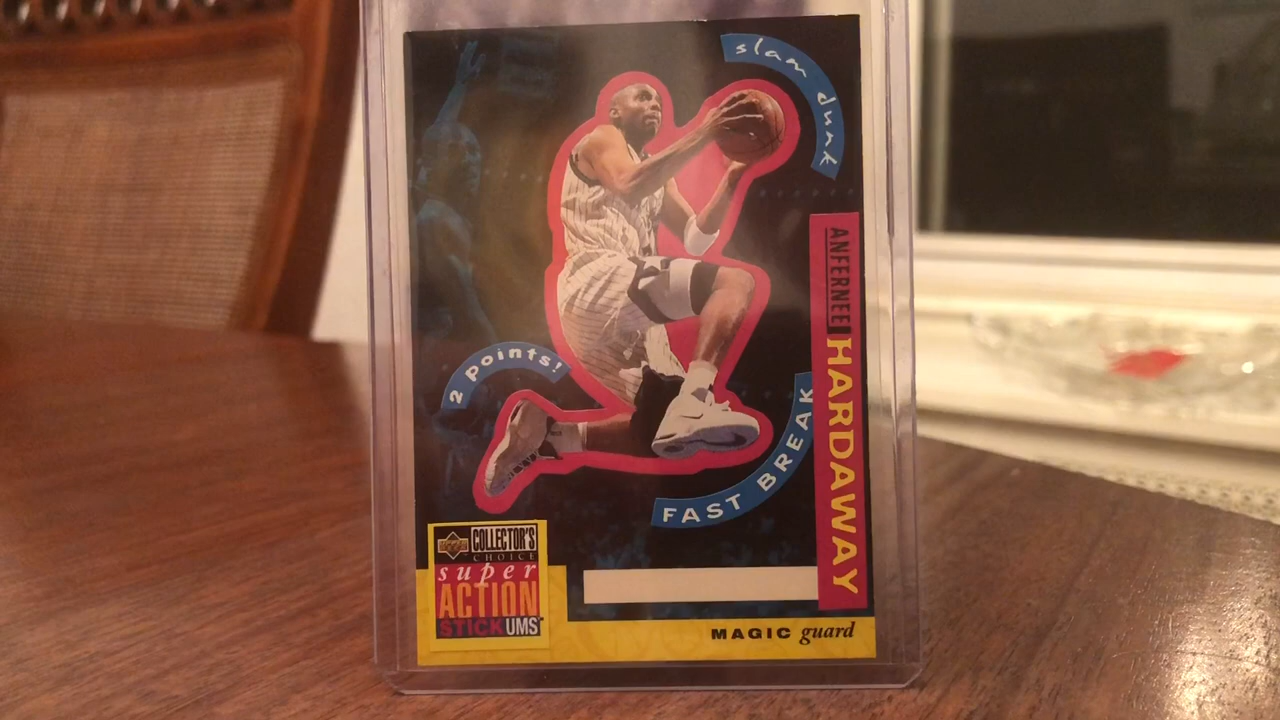 slam dunk
ANFERNEE HARDAWAY
2 Points!
FAST BREAK
COLLECTOR'S
CHOICE
super
ACTION
STICKUMS
MAGIC guard